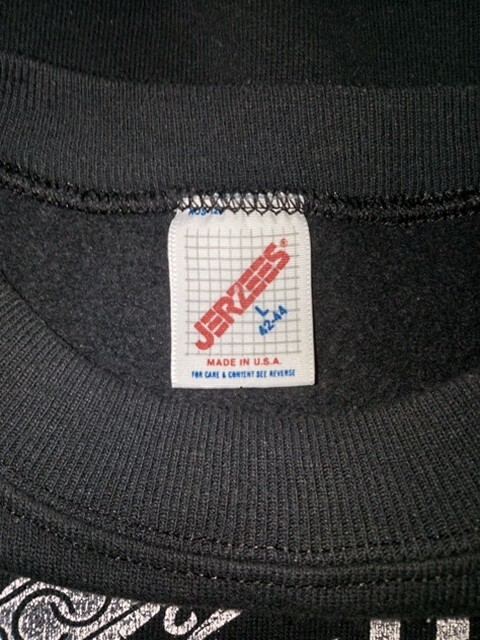 JERZEES®
L
42-44
MADE IN U.S.A.
FOR CARE & CONTENT SEE REVERSE